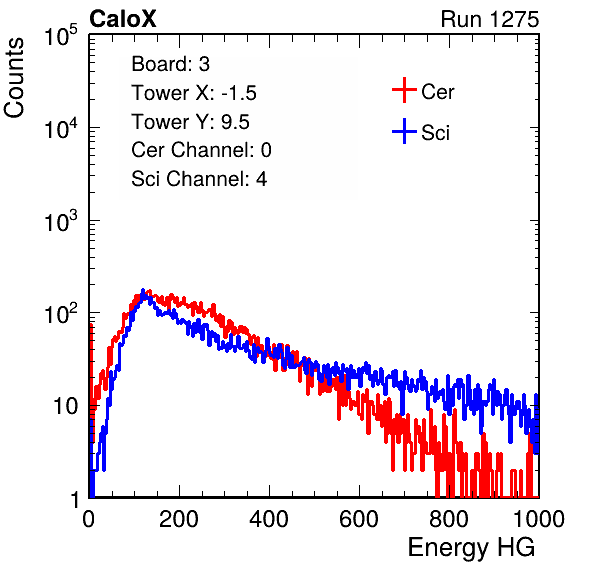 CaloX Run 1275
Counts
10^5
10^4
10^3
10^2
10
1
Board: 3
Tower X: -1.5
Tower Y: 9.5
Cer Channel: 0
Sci Channel: 4
Cer
Sci
0 200 400 600 800 1000
Energy HG